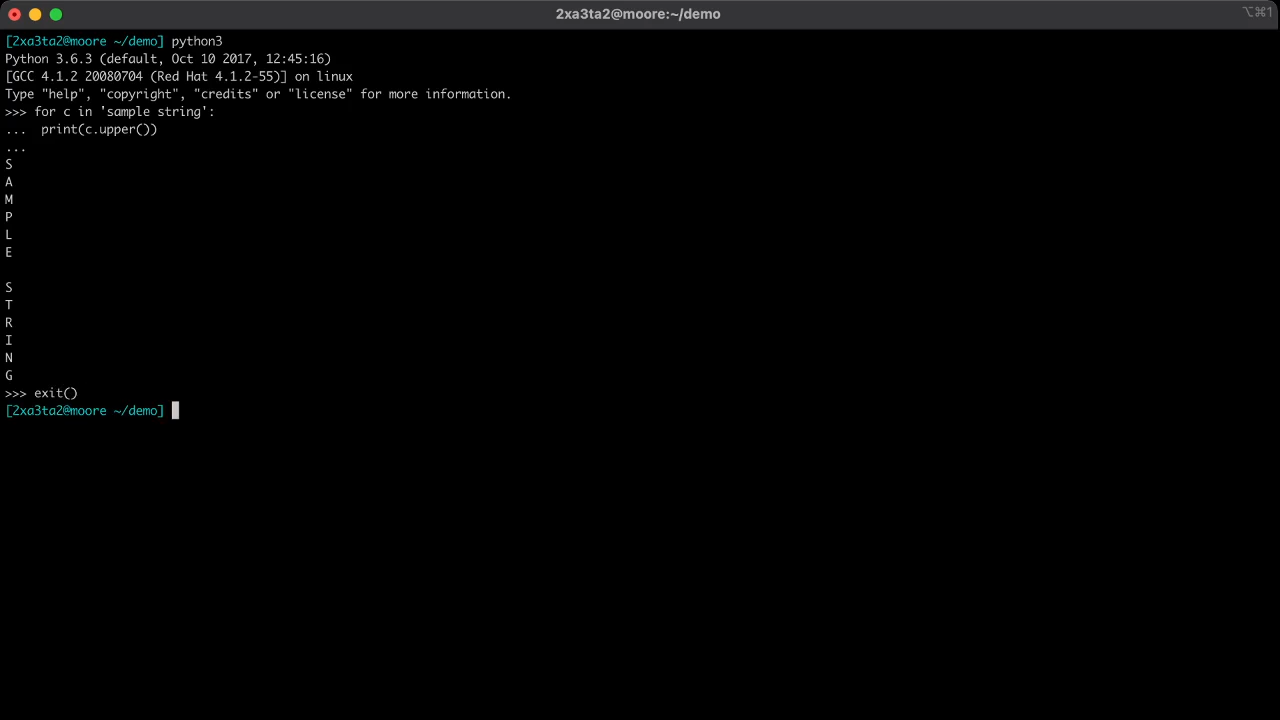 2xa3ta2@moore:~/demo
⌥⌘1
[2xa3ta2@moore ~/demo] python3
Python 3.6.3 (default, Oct 10 2017, 12:45:16)
[GCC 4.1.2 20080704 (Red Hat 4.1.2-55)] on linux
Type "help", "copyright", "credits" or "license" for more information.
>>> for c in 'sample string':
...  print(c.upper())
...
S
A
M
P
L
E

S
T
R
I
N
G
>>> exit()
[2xa3ta2@moore ~/demo]